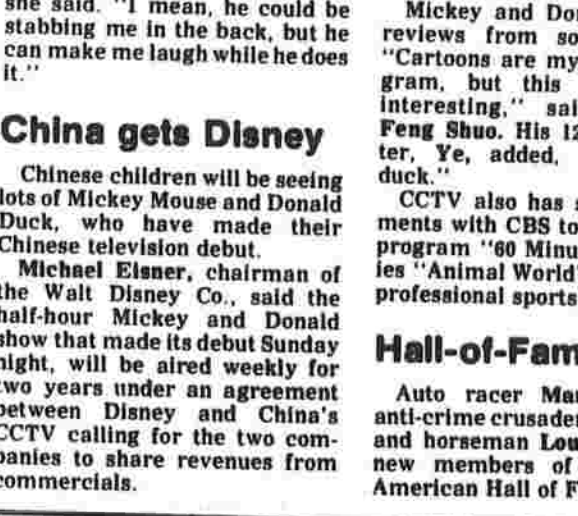 she said. "I mean, he could be
stabbing me in the back, but he
can make me laugh while he does
it."
China gets Disney
Chinese children will be seeing
lots of Mickey Mouse and Donald
Duck, who have made their
Chinese television debut.
Michael Eisner, chairman of
the Walt Disney Co., said the
half-hour Mickey and Donald
show that made its debut Sunday
night, will be aired weekly for
two years under an agreement
between Disney and China's
CCTV calling for the two com-
panies to share revenues from
commercials.
Mickey and Do
reviews from so
"Cartoons are my
gram, but this
interesting," sai
Feng Shuo. His 12
ter, Ye, added,
duck."
CCTV also has
ments with CBS to
program "60 Minu
ies "Animal World
professional sports
Hall-of-Fam
Auto racer Ma
anti-crime crusader
and horseman Lou
new members of
American Hall of F